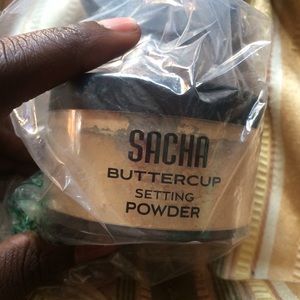 SACHA
BUTTERCUP
SETTING
POWDER